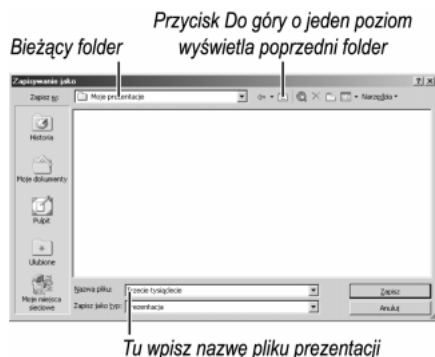 Przycisk Do góry o jeden poziom
Bieżący folder wyświetla poprzedni folder
Zapisywanie jako
Zapisz w: Moje prezentacje Narzędzia
Historia
Moje dokumenty
Pulpit
Ulubione
Moje miejsca
sieciowe
Nazwa pliku: Trzecie tysiąclecie Zapisz
Zapisz jako typ: Prezentacja Anuluj
Tu wpisz nazwę pliku prezentacji